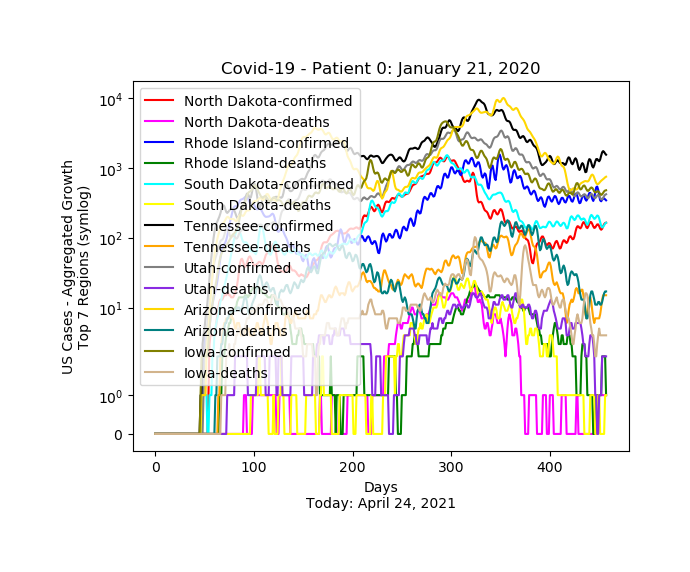 Covid-19 - Patient 0: January 21, 2020
US Cases - Aggregated Growth
Top 7 Regions (symlog)
10^4
10^3
10^2
10^1
10^0
0
North Dakota-confirmed
North Dakota-deaths
Rhode Island-confirmed
Rhode Island-deaths
South Dakota-confirmed
South Dakota-deaths
Tennessee-confirmed
Tennessee-deaths
Utah-confirmed
Utah-deaths
Arizona-confirmed
Arizona-deaths
Iowa-confirmed
Iowa-deaths
0 100 200 300 400
Days
Today: April 24, 2021